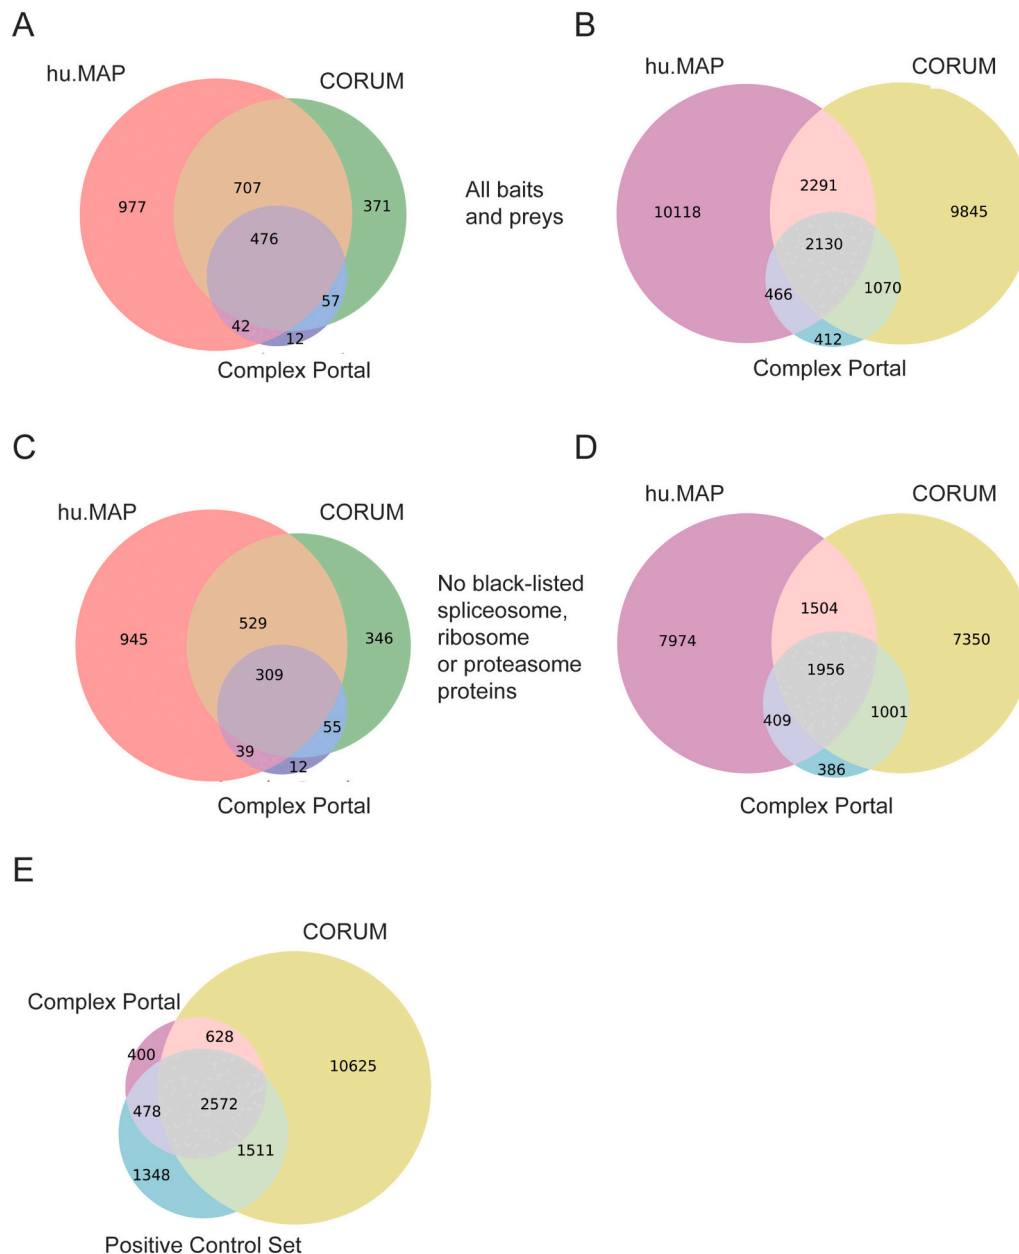 A
hu.MAP
CORUM
977
707
371
476
57
42
12
Complex Portal
All baits
and preys
B
hu.MAP
CORUM
10118
2291
9845
2130
466
1070
412
Complex Portal
C
hu.MAP
CORUM
945
529
346
309
55
39
12
Complex Portal
No black-listed
spliceosome,
ribosome
or proteasome
proteins
D
hu.MAP
CORUM
7974
1504
7350
1956
409
1001
386
Complex Portal
E
CORUM
Complex Portal
400
628
10625
478
2572
1511
1348
Positive Control Set